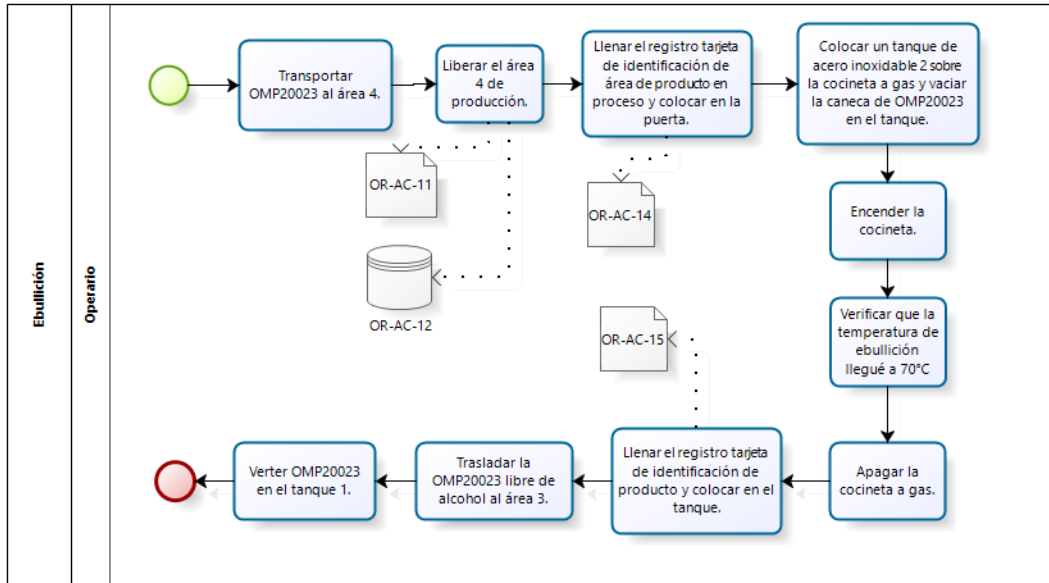 Ebullición
Operario
Transportar
OMP20023 al área 4.
Liberar el área
4 de
producción.
Llenar el registro tarjeta
de identificación de
área de producto en
proceso y colocar en la
puerta.
Colocar un tanque de
acero inoxidable 2 sobre
la cocineta a gas y vaciar
la caneca de OMP20023
en el tanque.
OR-AC-11
OR-AC-12
OR-AC-14
Encender la
cocineta.
Verificar que la
temperatura de
ebullición
llegué a 70°C
Apagar la
cocineta a gas.
OR-AC-15
Llenar el registro tarjeta
de identificación de
producto y colocar en el
tanque.
Trasladar la
OMP20023 libre de
alcohol al área 3.
Verter OMP20023
en el tanque 1.